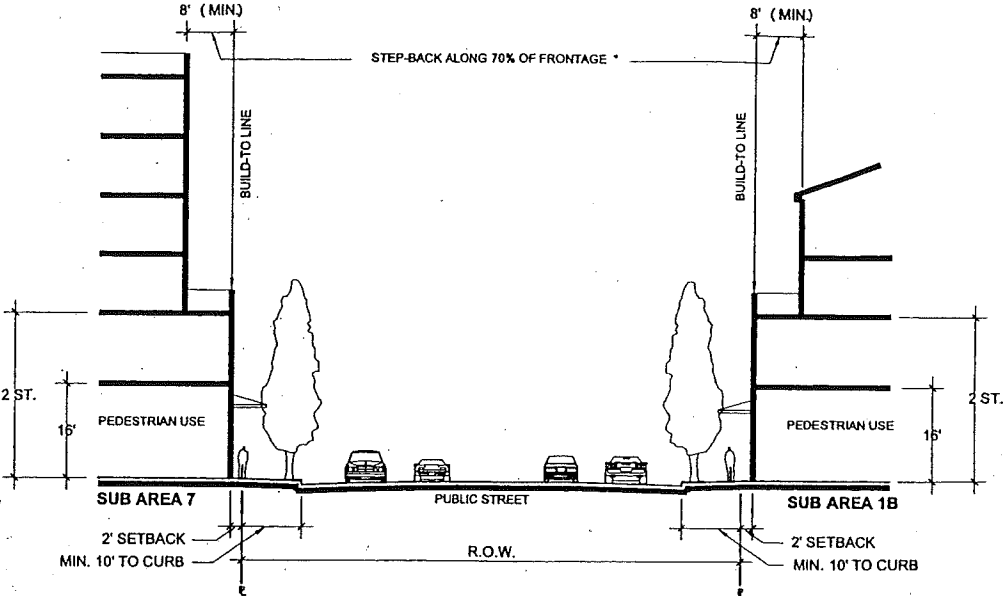 8' (MIN.)
8' (MIN.)
STEP-BACK ALONG 70% OF FRONTAGE *
BUILD-TO LINE
BUILD-TO LINE
2 ST.
2 ST.
PEDESTRIAN USE
PEDESTRIAN USE
16'
16'
SUB AREA 7
PUBLIC STREET
SUB AREA 1B
2' SETBACK
2' SETBACK
MIN. 10' TO CURB
R.O.W.
MIN. 10' TO CURB